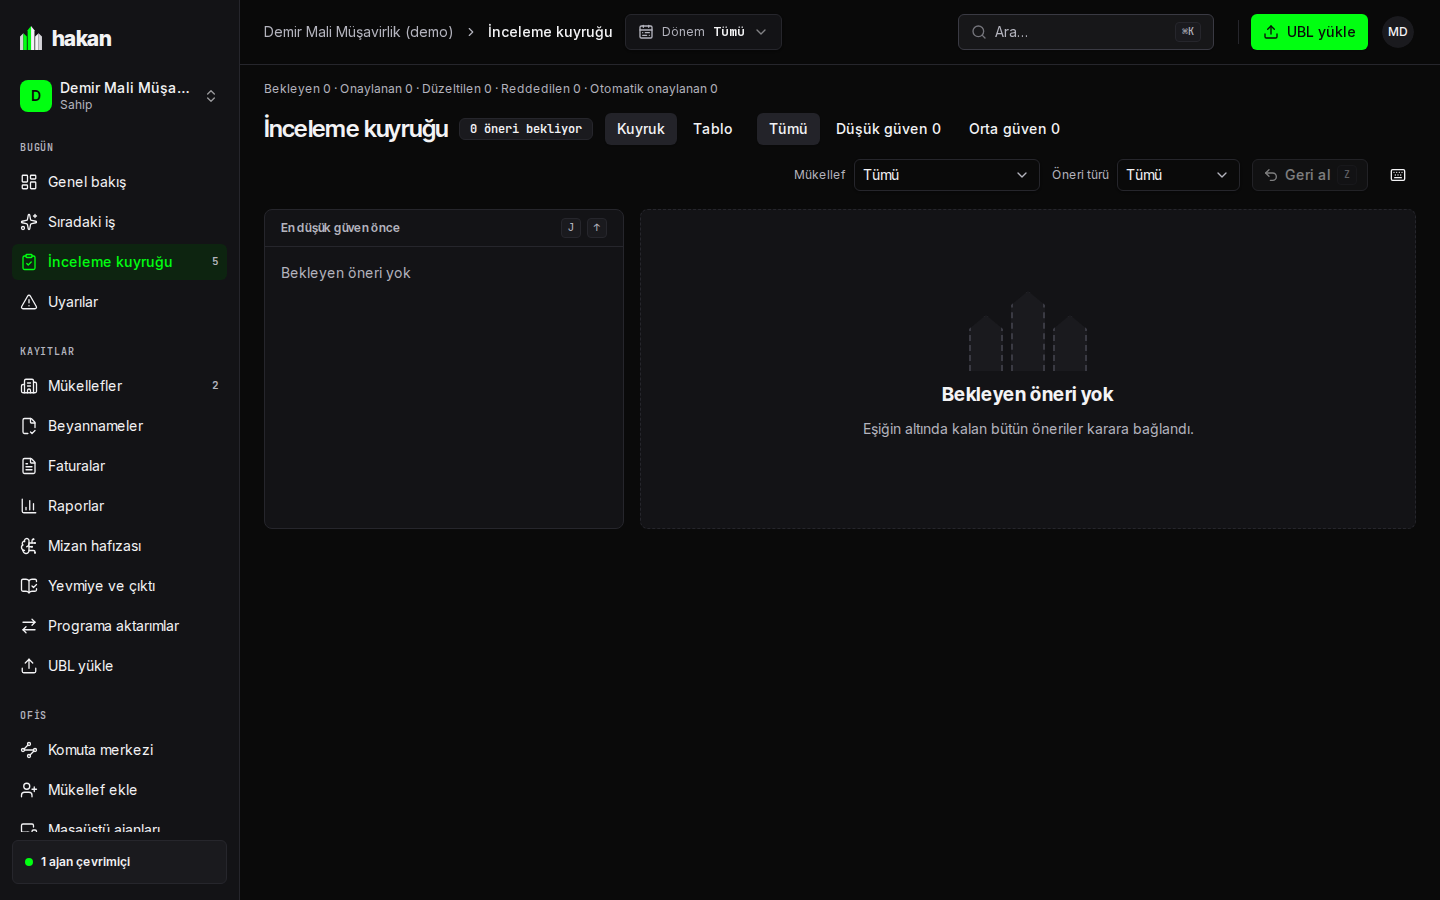 hakan
D
Demir Mali Müşa...
Sahip
BUGÜN
Genel bakış
Sıradaki iş
İnceleme kuyruğu 5
Uyarılar
KAYITLAR
Mükellefler 2
Beyannameler
Faturalar
Raporlar
Mizan hafızası
Yevmiye ve çıktı
Programa aktarımlar
UBL yükle
OFİS
Komuta merkezi
Mükellef ekle
Masaüstü ajanları
1 ajan çevrimiçi
Demir Mali Müşavirlik (demo) > İnceleme kuyruğu Dönem Tümü Ara... ⌘K UBL yükle MD
Bekleyen 0 · Onaylanan 0 · Düzeltilen 0 · Reddedilen 0 · Otomatik onaylanan 0
İnceleme kuyruğu 0 öneri bekliyor Kuyruk Tablo Tümü Düşük güven 0 Orta güven 0
Mükellef Tümü Öneri türü Tümü Geri al Z
En düşük güven önce J ↑
Bekleyen öneri yok
Bekleyen öneri yok
Eşiğin altında kalan bütün öneriler karara bağlandı.